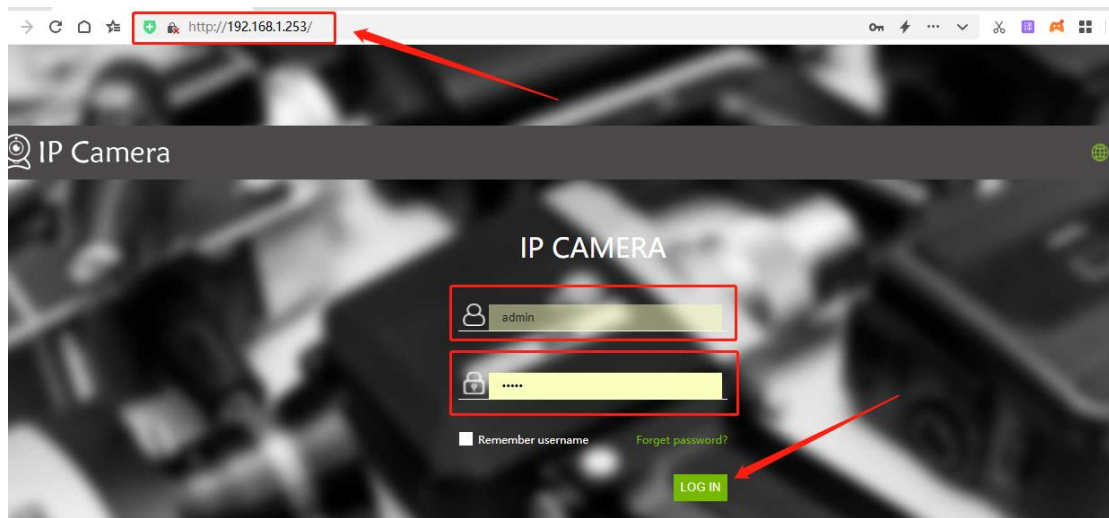 http://192.168.1.253/
IP Camera
IP CAMERA
admin
•••••
Remember username
Forget password?
LOG IN